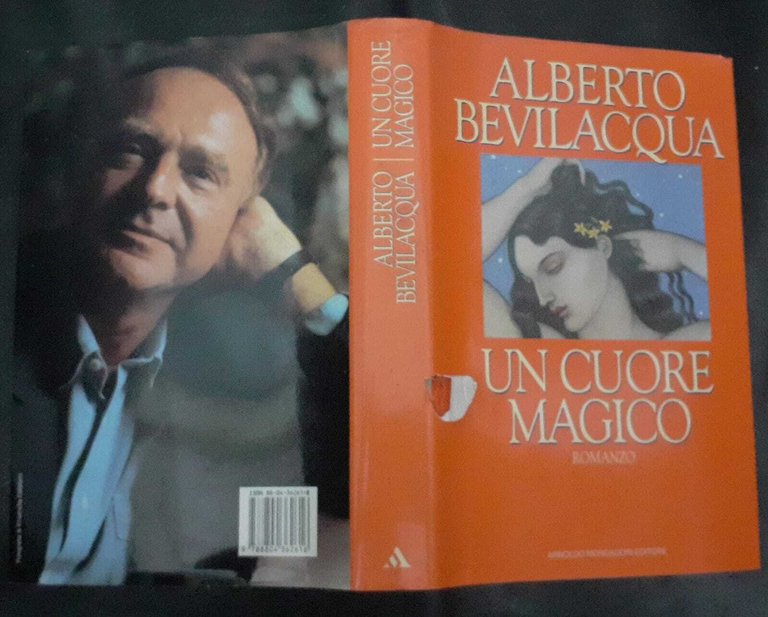 ALBERTO
BEVILACQUA
UN CUORE
MAGICO
ROMANZO
ARNOLDO MONDADORI EDITORE
ALBERTO
BEVILACQUA
UN CUORE
MAGICO